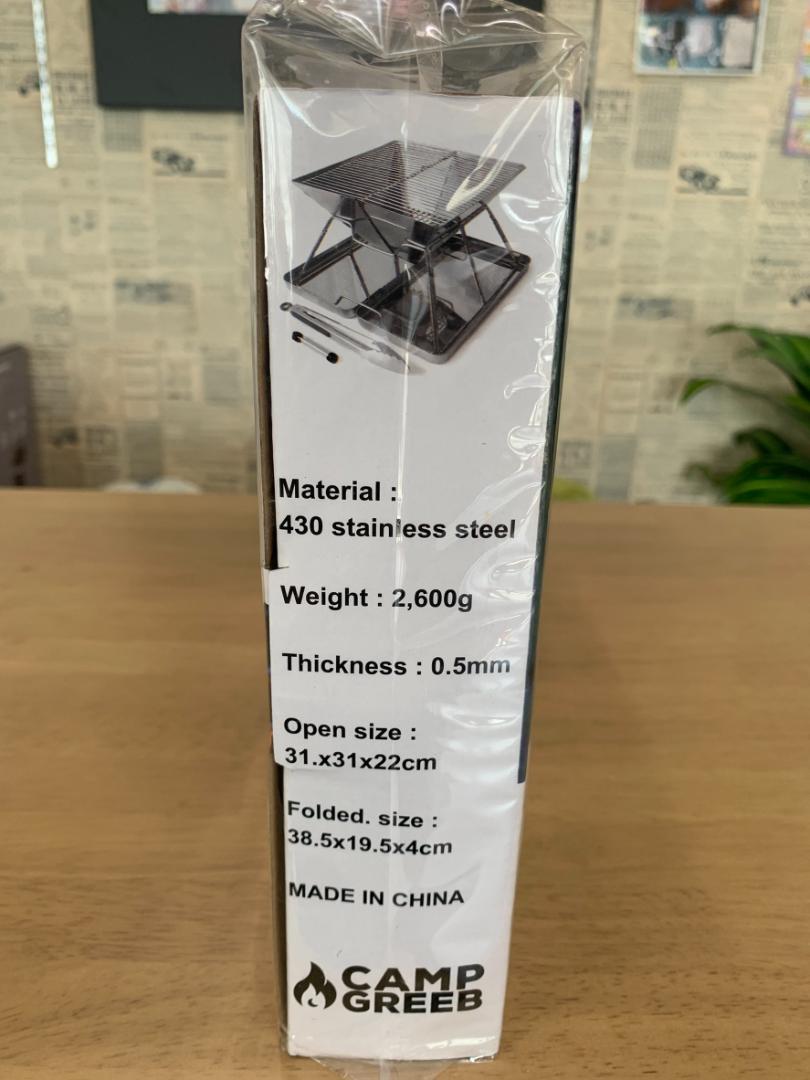 Material :
430 stainless steel
Weight : 2,600g
Thickness : 0.5mm
Open size :
31.x31x22cm
Folded. size :
38.5x19.5x4cm
MADE IN CHINA
CAMP
GREEB